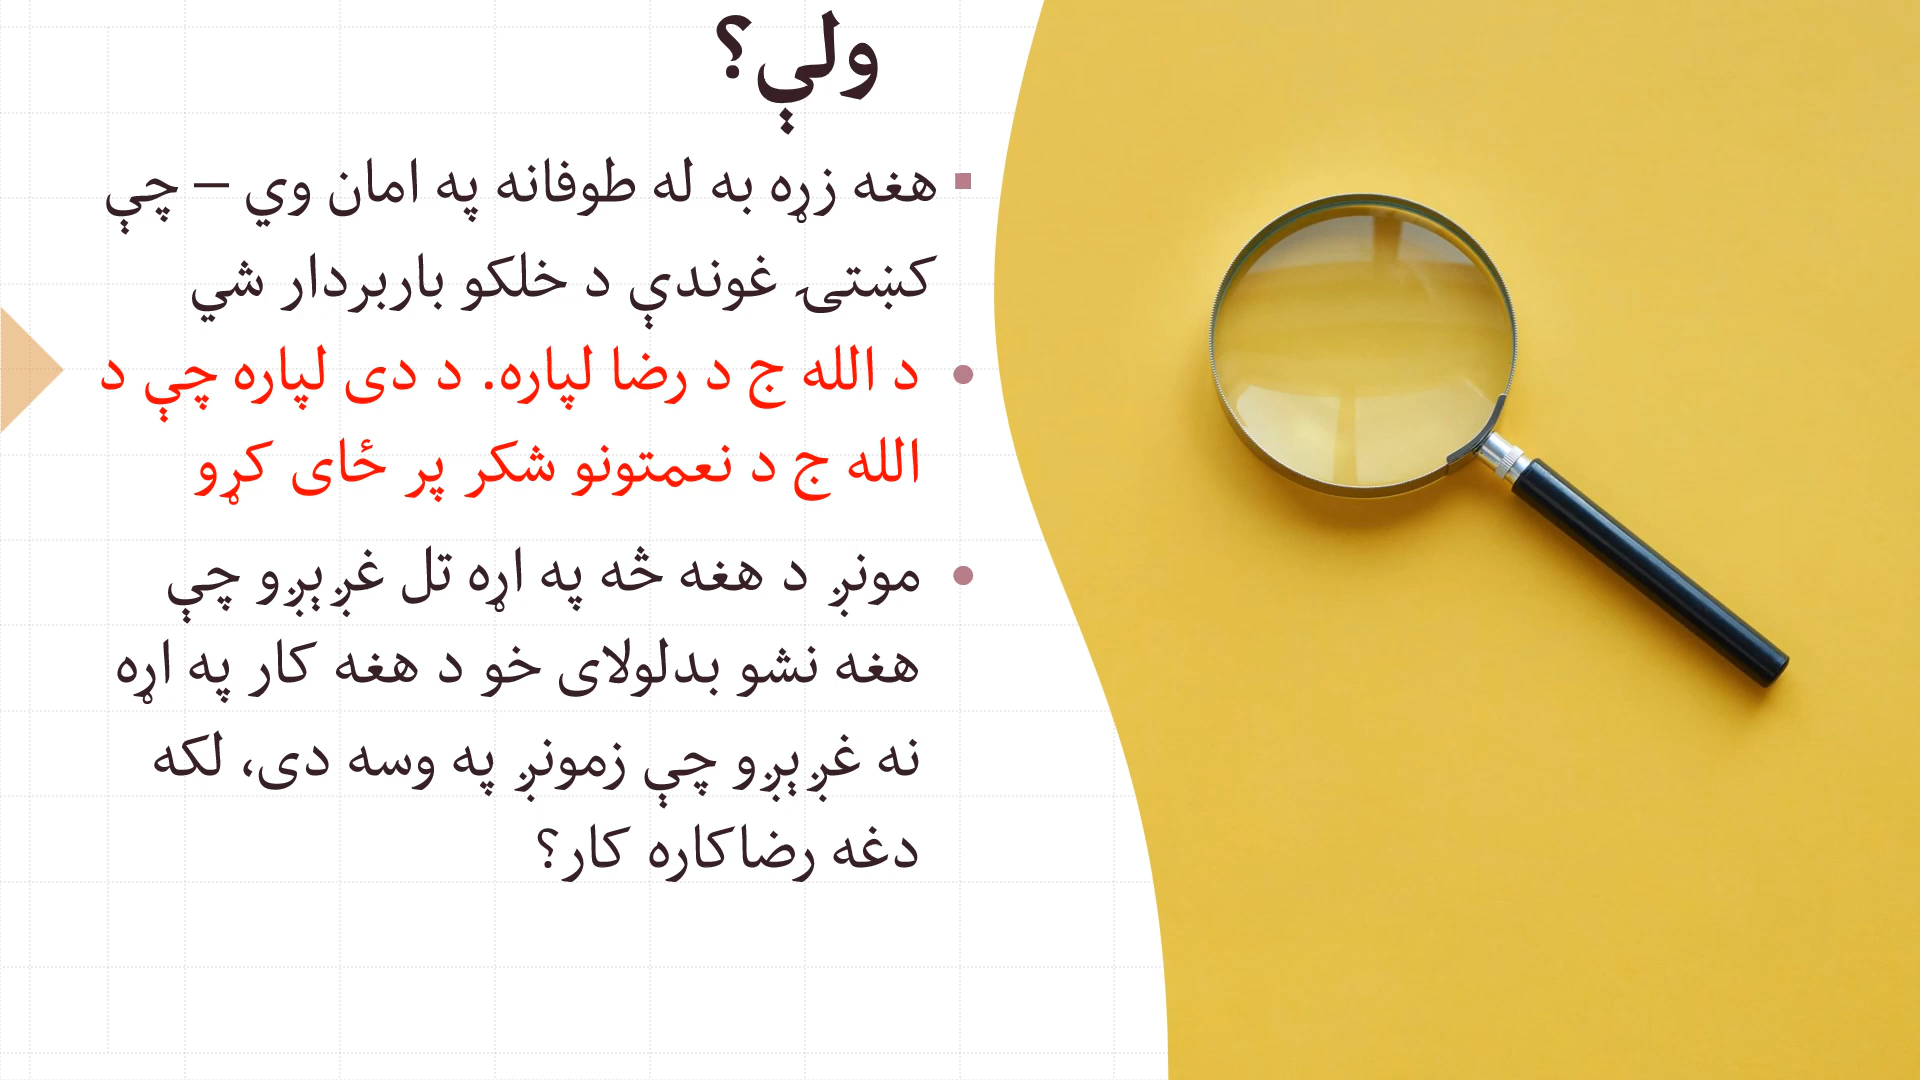 ولې؟
هغه زړه به له طوفانه په امان وي – چې
کښتۍ غوندې د خلکو باربردار شي
د الله ج د رضا لپاره. د دی لپاره چې د
الله ج د نعمتونو شکر پر ځای کړو
مونږ د هغه څه په اړه تل غږېږو چې
هغه نشو بدلولای خو د هغه کار په اړه
نه غږېږو چې زمونږ په وسه دی، لکه
دغه رضاکاره کار؟